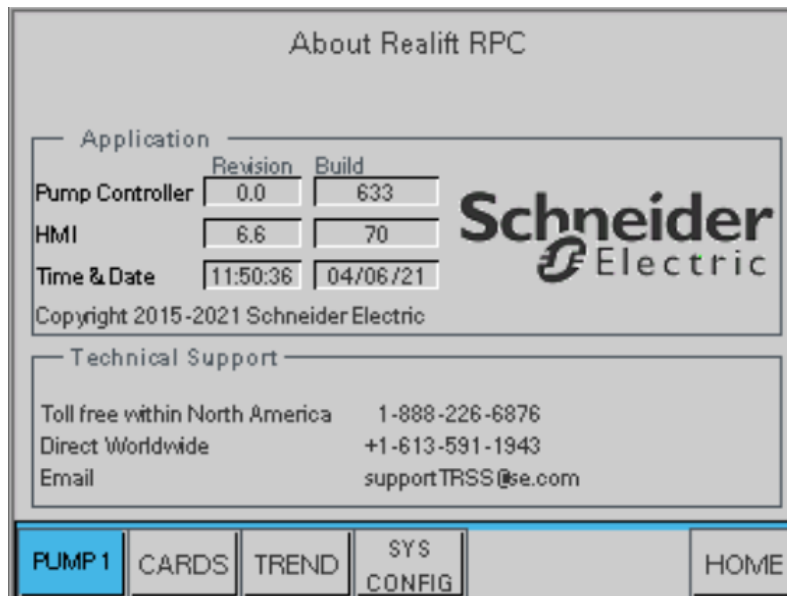 About Realift RPC
Application
Revision Build
Pump Controller 0.0 633
HMI 6.6 70
Time & Date 11:50:36 04/06/21
Copyright 2015-2021 Schneider Electric
Schneider
Electric
Technical Support
Toll free within North America 1-888-226-6876
Direct Worldwide +1-613-591-1943
Email supportTRSS@se.com
PUMP 1 CARDS TREND SYS CONFIG HOME